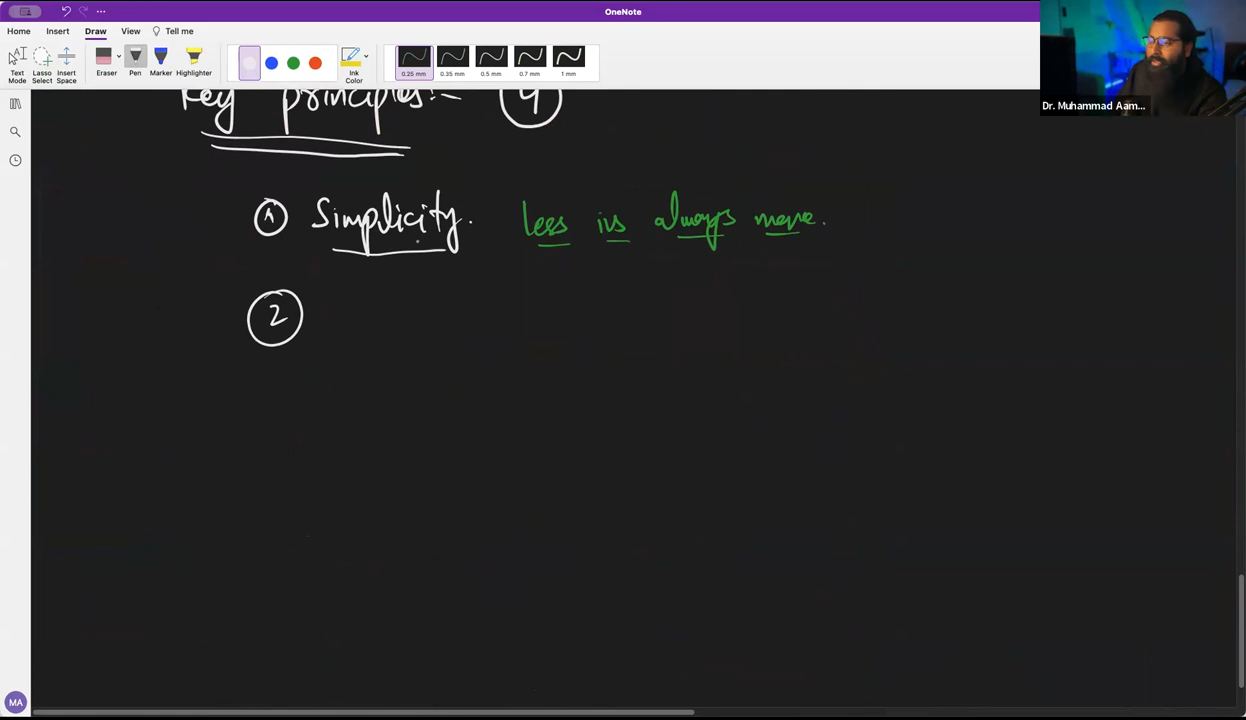 OneNote
Home Insert Draw View Tell me
Text Mode
Lasso Select
Insert Space
Eraser
Pen
Marker
Highlighter
Ink Color
0.25 mm 0.35 mm 0.5 mm 0.7 mm 1 mm
Dr. Muhammad Aam...
Key principles:- 4
1 Simplicity. less is always more.
2
MA